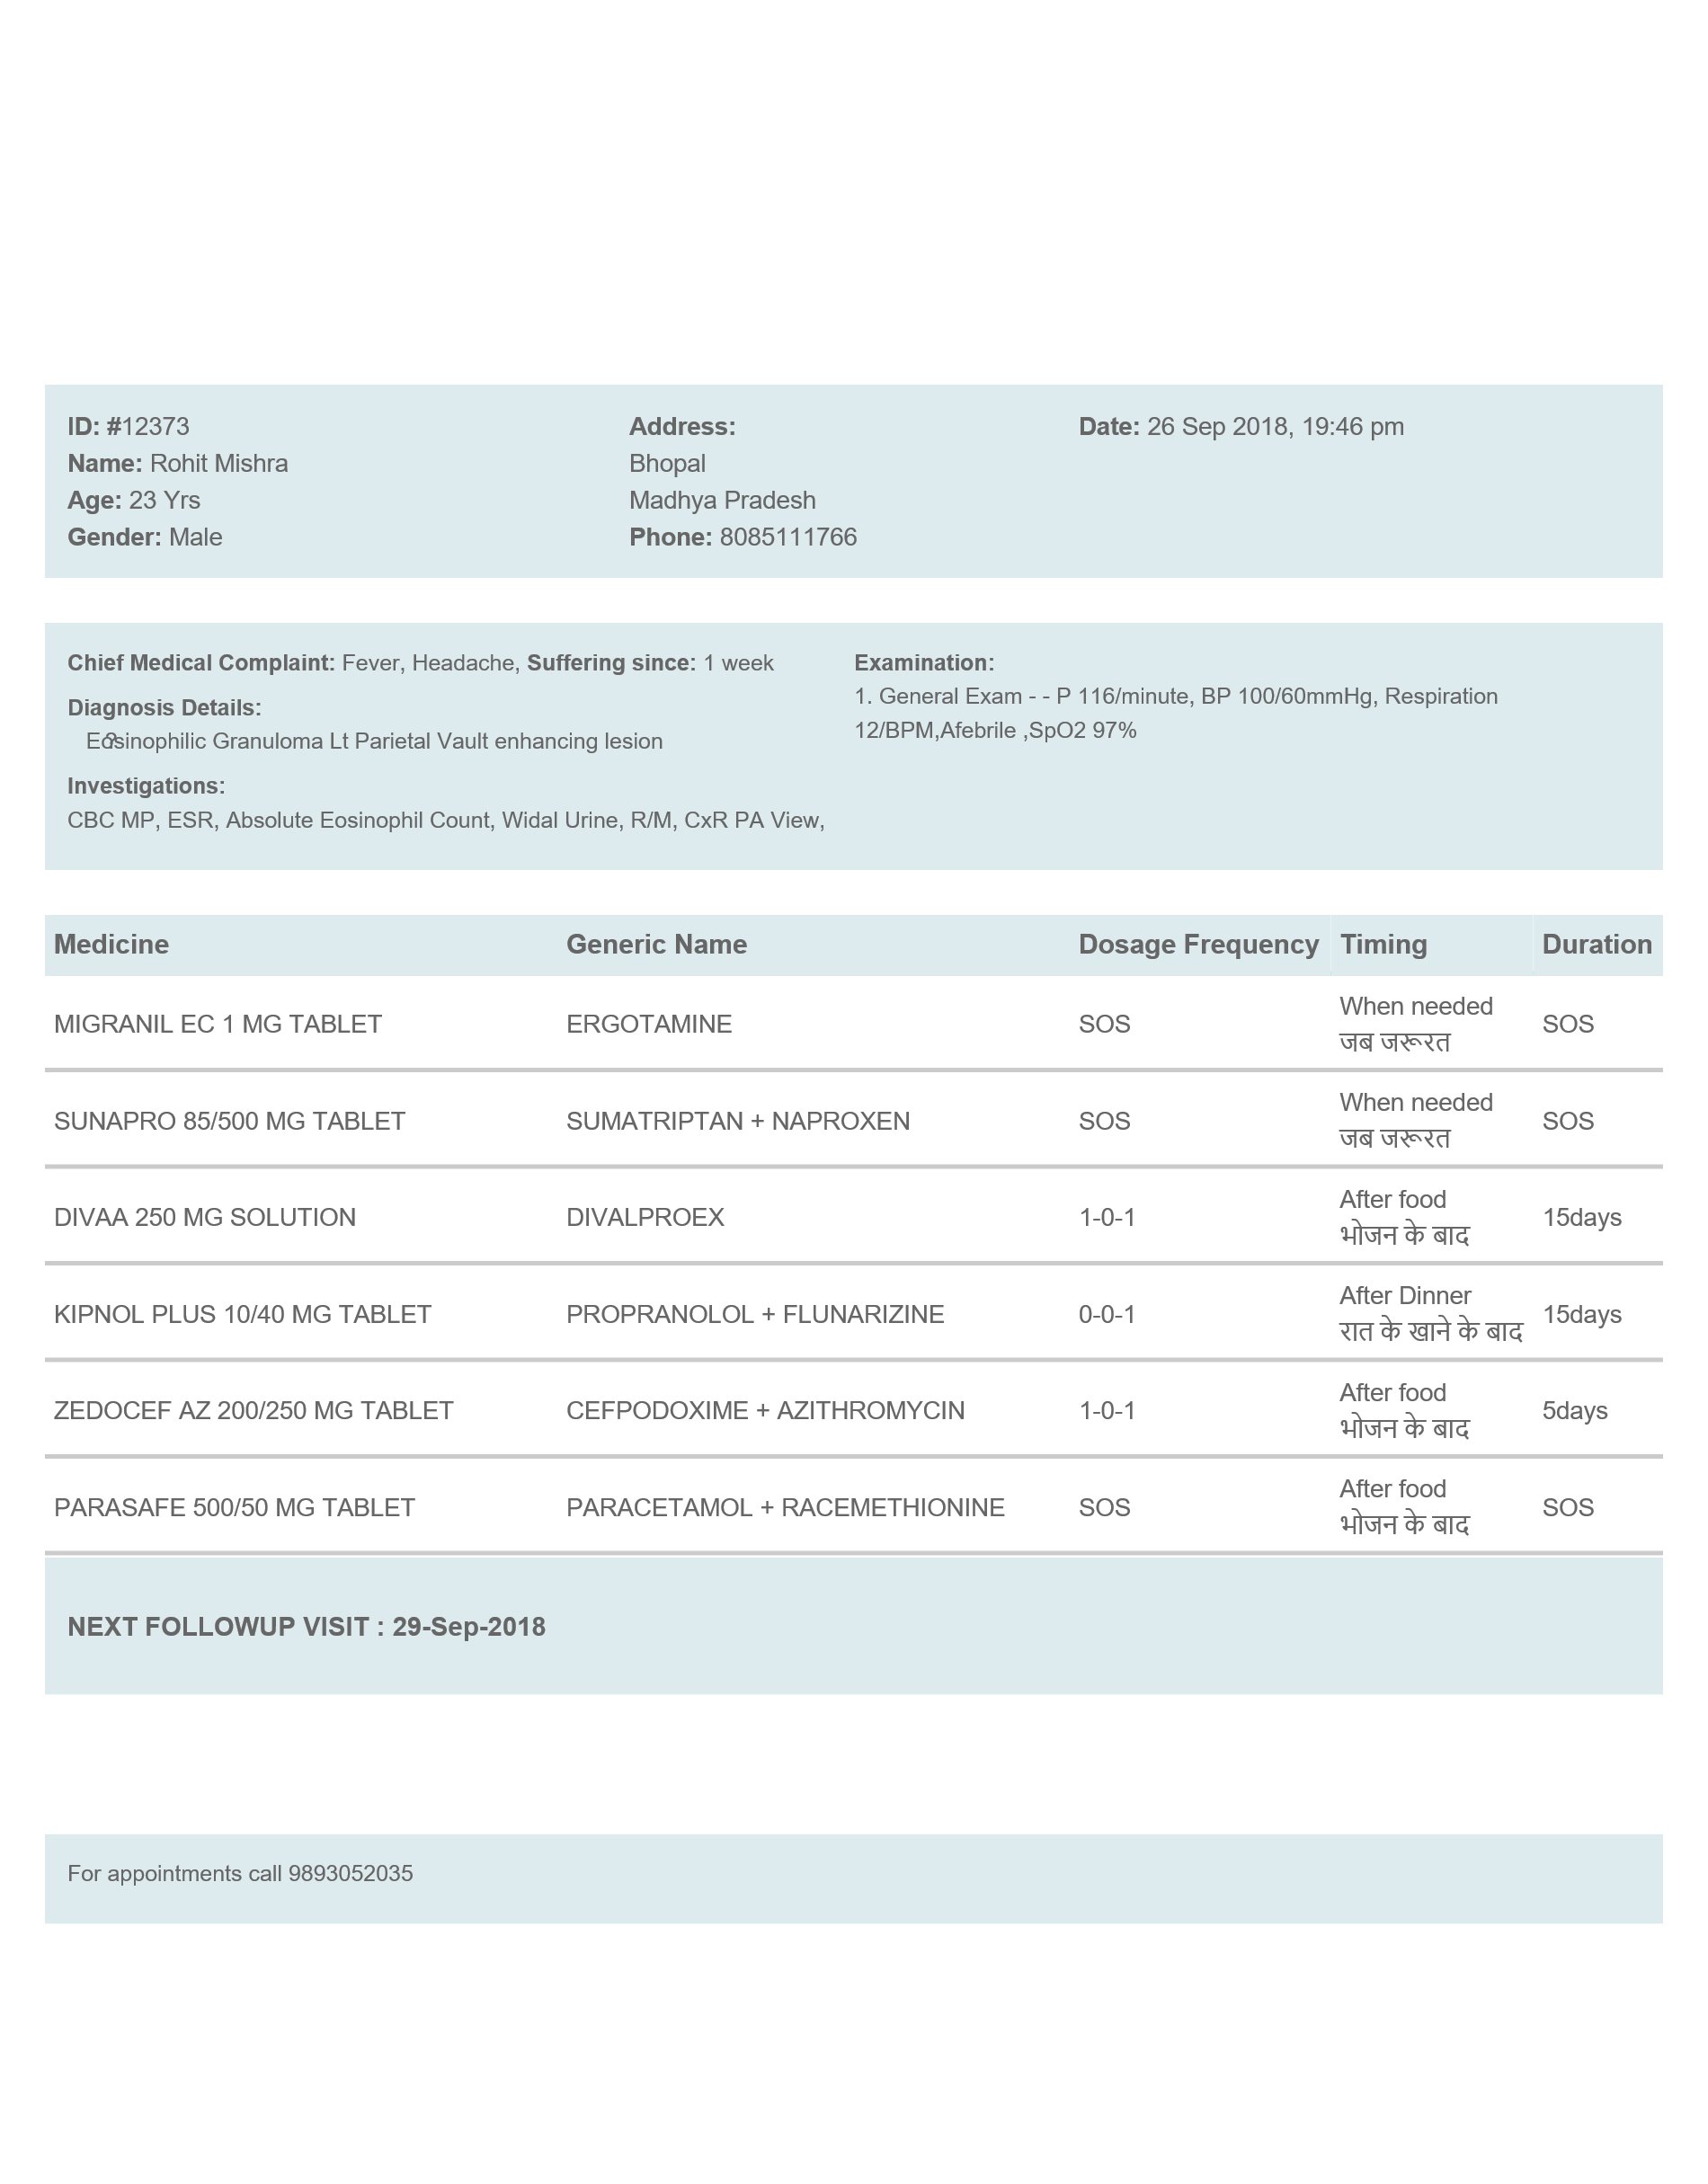 ID: #12373
Name: Rohit Mishra
Age: 23 Yrs
Gender: Male
Address:
Bhopal
Madhya Pradesh
Phone: 8085111766
Date: 26 Sep 2018, 19:46 pm
Chief Medical Complaint: Fever, Headache, Suffering since: 1 week
Diagnosis Details:
? Eosinophilic Granuloma Lt Parietal Vault enhancing lesion
Investigations:
CBC MP, ESR, Absolute Eosinophil Count, Widal Urine, R/M, CxR PA View,
Examination:
1. General Exam - - P 116/minute, BP 100/60mmHg, Respiration
12/BPM,Afebrile ,SpO2 97%
Medicine Generic Name Dosage Frequency Timing Duration
MIGRANIL EC 1 MG TABLET ERGOTAMINE SOS When needed SOS
जब जरूरत
SUNAPRO 85/500 MG TABLET SUMATRIPTAN + NAPROXEN SOS When needed SOS
जब जरूरत
DIVAA 250 MG SOLUTION DIVALPROEX 1-0-1 After food 15days
भोजन के बाद
KIPNOL PLUS 10/40 MG TABLET PROPRANOLOL + FLUNARIZINE 0-0-1 After Dinner 15days
रात के खाने के बाद
ZEDOCEF AZ 200/250 MG TABLET CEFPODOXIME + AZITHROMYCIN 1-0-1 After food 5days
भोजन के बाद
PARASAFE 500/50 MG TABLET PARACETAMOL + RACEMETHIONINE SOS After food SOS
भोजन के बाद
NEXT FOLLOWUP VISIT : 29-Sep-2018
For appointments call 9893052035